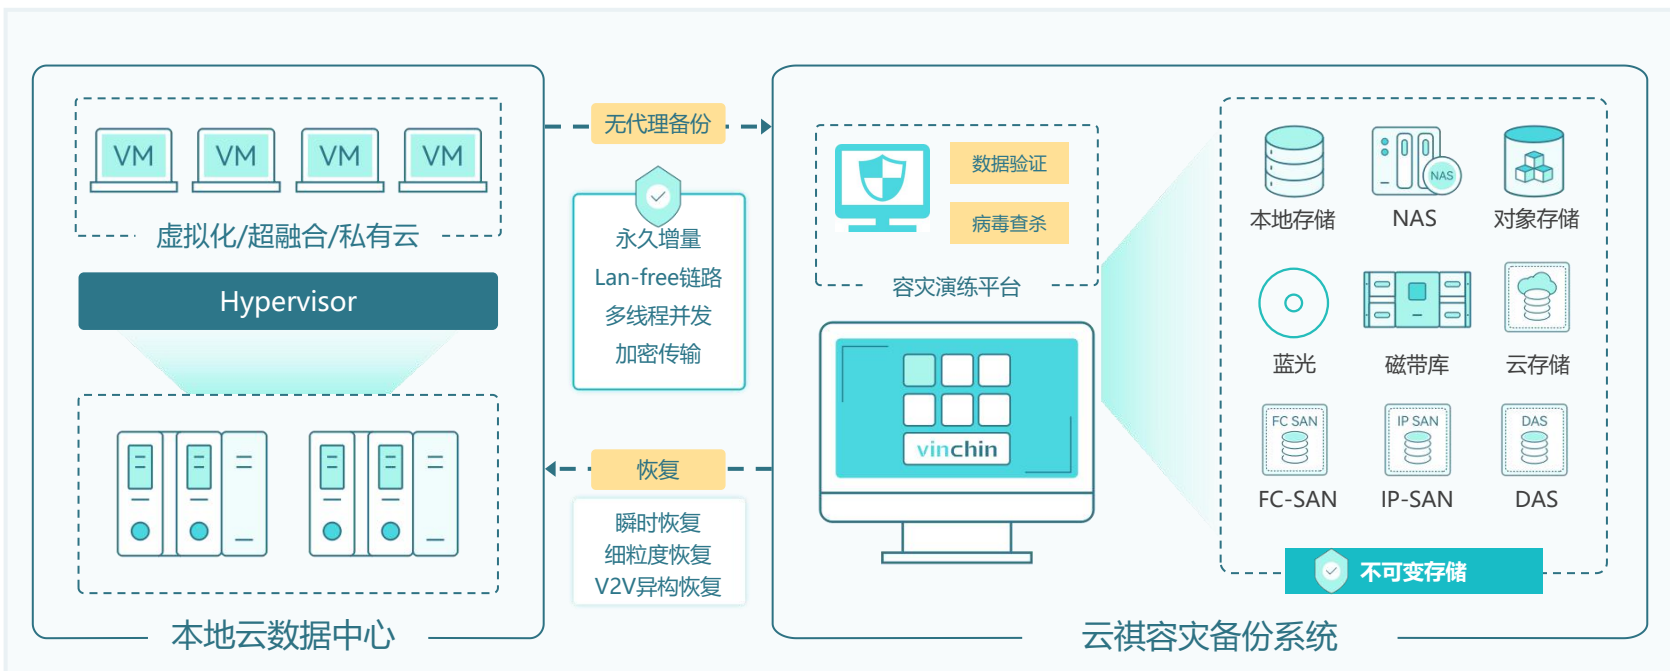 VM
VM
VM
VM
虚拟化/超融合/私有云
Hypervisor
本地云数据中心
无代理备份
永久增量
Lan-free链路
多线程并发
加密传输
恢复
瞬时恢复
细粒度恢复
V2V异构恢复
数据验证
病毒查杀
容灾演练平台
vinchin
NAS
本地存储
NAS
对象存储
蓝光
磁带库
云存储
FC SAN
IP SAN
DAS
FC-SAN
IP-SAN
DAS
不可变存储
云祺容灾备份系统